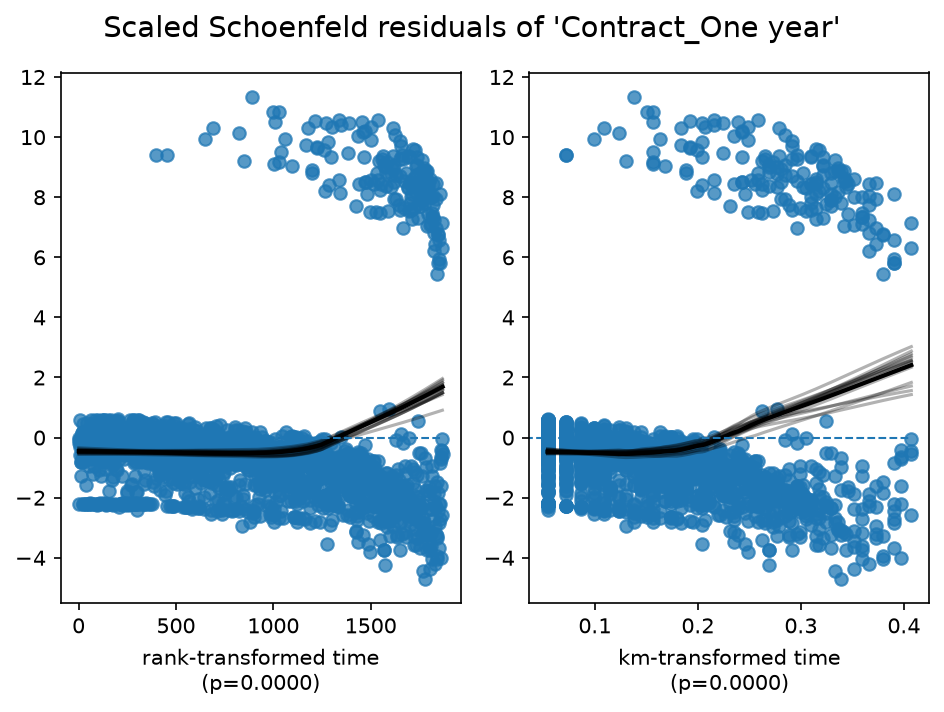 Scaled Schoenfeld residuals of 'Contract_One year'
12
10
8
6
4
2
0
−2
−4
0 500 1000 1500
rank-transformed time
(p=0.0000)
12
10
8
6
4
2
0
−2
−4
0.1 0.2 0.3 0.4
km-transformed time
(p=0.0000)